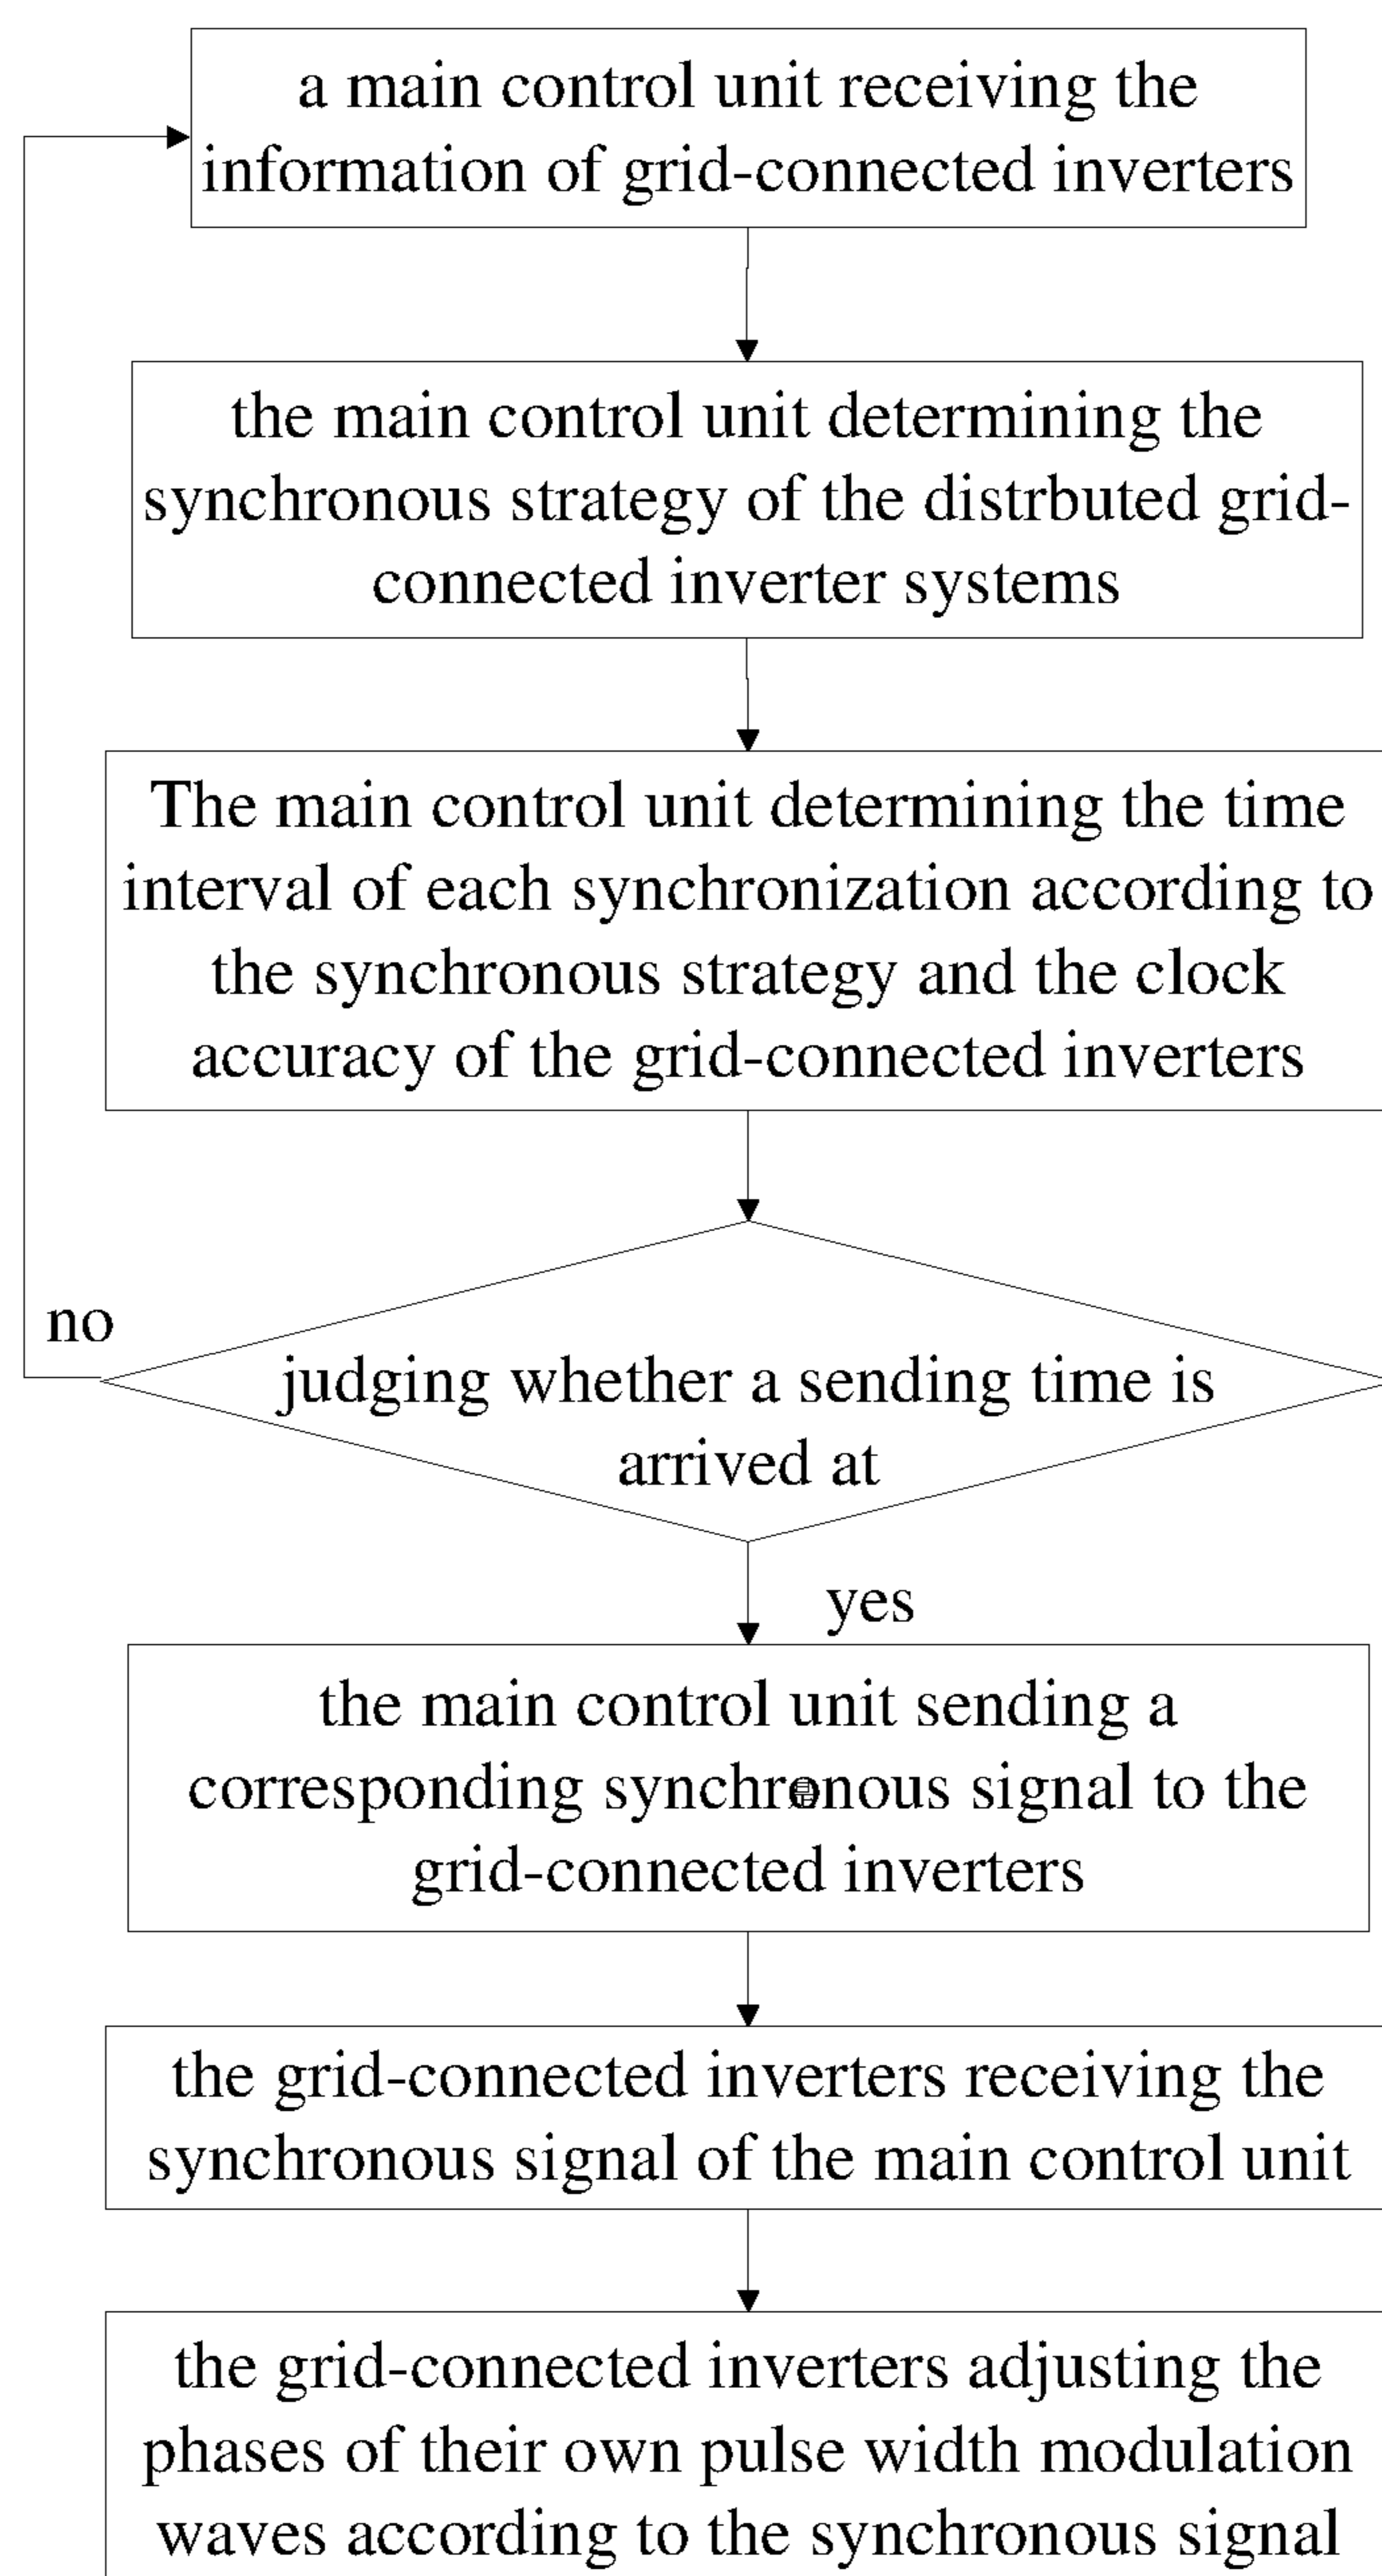 a main control unit receiving the
information of grid-connected inverters
the main control unit determining the
synchronous strategy of the distrbuted grid-
connected inverter systems
The main control unit determining the time
interval of each synchronization according to
the synchronous strategy and the clock
accuracy of the grid-connected inverters
no
judging whether a sending time is
arrived at
yes
the main control unit sending a
corresponding synchronous signal to the
grid-connected inverters
the grid-connected inverters receiving the
synchronous signal of the main control unit
the grid-connected inverters adjusting the
phases of their own pulse width modulation
waves according to the synchronous signal